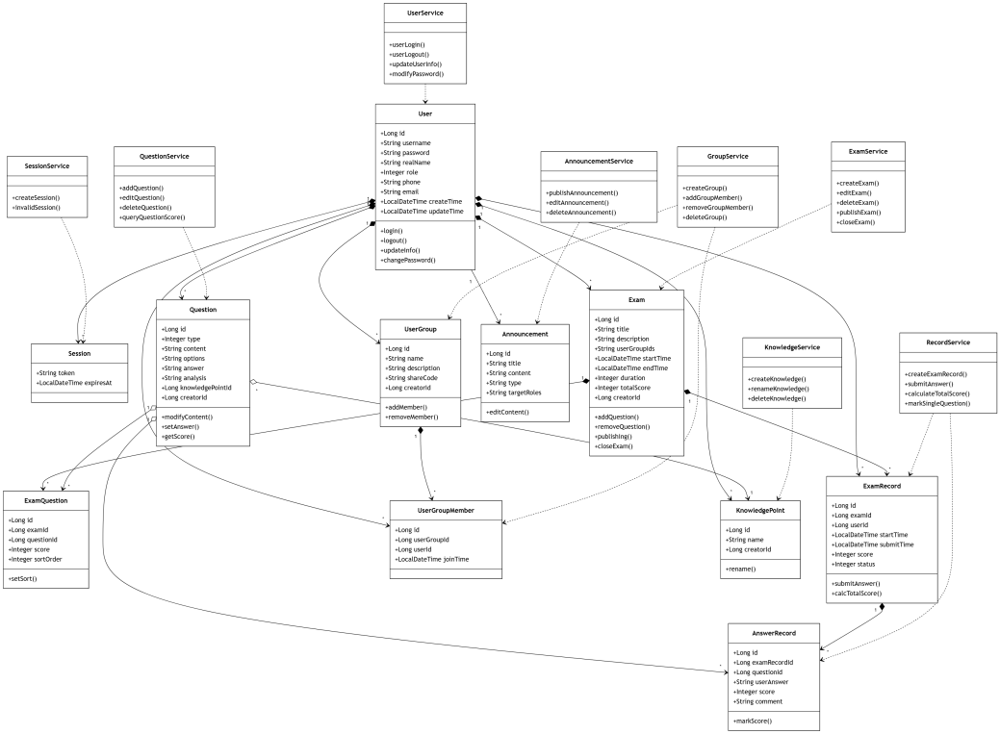 UserService
+userLogin()
+userLogout()
+updateUserInfo()
+modifyPassword()
User
+Long id
+String username
+String password
+String realName
+Integer role
+String phone
+String email
+LocalDateTime createTime
+LocalDateTime updateTime
+login()
+logout()
+updateInfo()
+changePassword()
SessionService
+createSession()
+invalidSession()
QuestionService
+addQuestion()
+editQuestion()
+deleteQuestion()
+queryQuestionScore()
AnnouncementService
+publishAnnouncement()
+editAnnouncement()
+deleteAnnouncement()
GroupService
+createGroup()
+addGroupMember()
+removeGroupMember()
+deleteGroup()
ExamService
+createExam()
+editExam()
+deleteExam()
+publishExam()
+closeExam()
Session
+String token
+LocalDateTime expiresAt
Question
+Long id
+Integer type
+String content
+String options
+String answer
+String analysis
+Long knowledgePointId
+Long creatorId
+modifyContent()
+setAnswer()
+getScore()
UserGroup
+Long id
+String name
+String description
+String shareCode
+Long creatorId
+addMember()
+removeMember()
Announcement
+Long id
+String title
+String content
+String type
+String targetRoles
+editContent()
Exam
+Long id
+String title
+String description
+String userGroupIds
+LocalDateTime startTime
+LocalDateTime endTime
+Integer duration
+Integer totalScore
+Long creatorId
+addQuestion()
+removeQuestion()
+publishing()
+closeExam()
KnowledgeService
+createKnowledge()
+renameKnowledge()
+deleteKnowledge()
RecordService
+createExamRecord()
+submitAnswer()
+calculateTotalScore()
+markSingleQuestion()
ExamQuestion
+Long id
+Long examId
+Long questionId
+Integer score
+Integer sortOrder
+setSort()
UserGroupMember
+Long id
+Long userGroupId
+Long userId
+LocalDateTime joinTime
KnowledgePoint
+Long id
+String name
+Long creatorId
+rename()
ExamRecord
+Long id
+Long examId
+Long userId
+LocalDateTime startTime
+LocalDateTime submitTime
+Integer score
+Integer status
+submitAnswer()
+calcTotalScore()
AnswerRecord
+Long id
+Long examRecordId
+Long questionId
+String userAnswer
+Integer score
+String comment
+markScore()